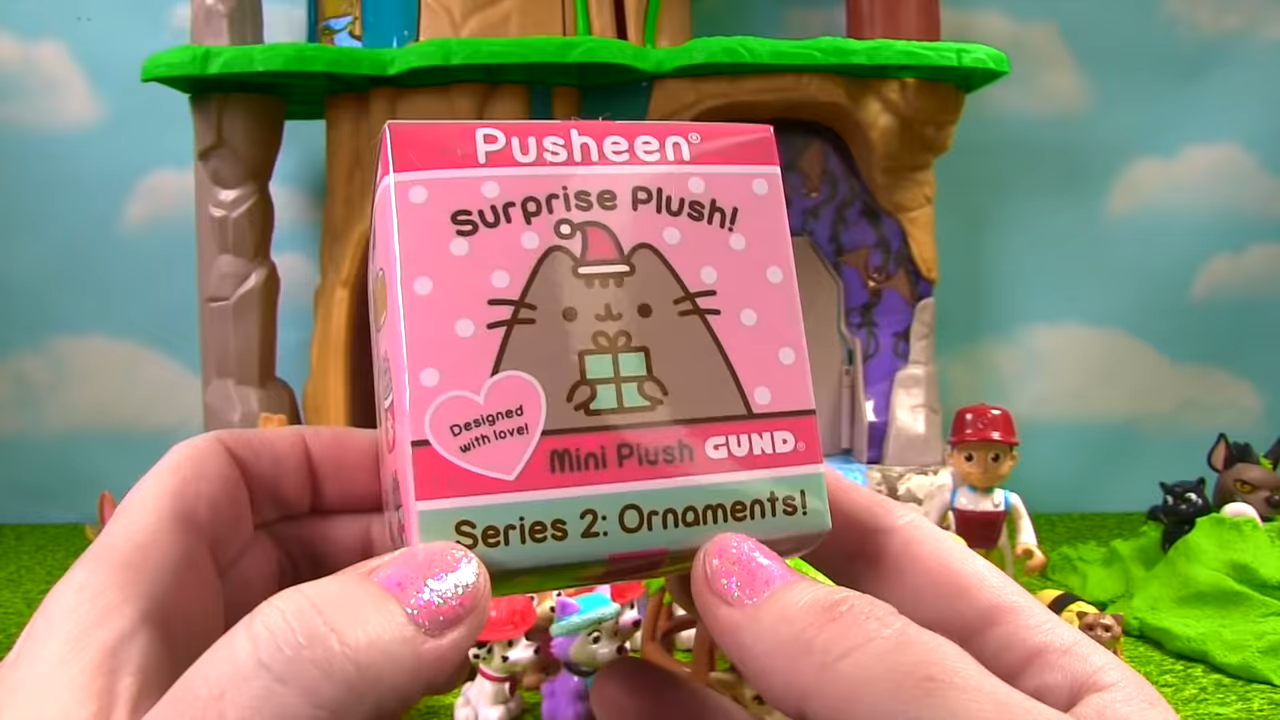 Pusheen®
Surprise Plush!
Designed
with love!
Mini Plush GUND®
Series 2: Ornaments!